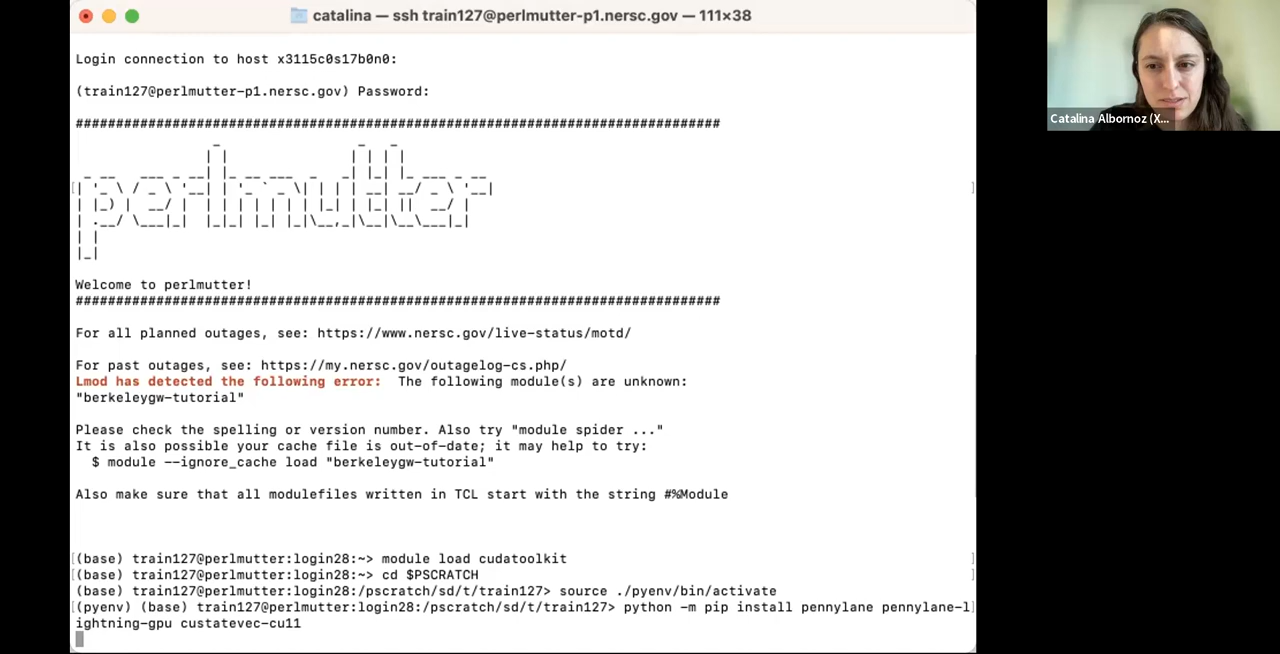 catalina — ssh train127@perlmutter-p1.nersc.gov — 111×38
Login connection to host x3115c0s17b0n0:
(train127@perlmutter-p1.nersc.gov) Password:
################################################################################
perlmutter
Welcome to perlmutter!
################################################################################
For all planned outages, see: https://www.nersc.gov/live-status/motd/
For past outages, see: https://my.nersc.gov/outagelog-cs.php/
Lmod has detected the following error:  The following module(s) are unknown:
"berkeleygw-tutorial"
Please check the spelling or version number. Also try "module spider ..."
It is also possible your cache file is out-of-date; it may help to try:
  $ module --ignore_cache load "berkeleygw-tutorial"
Also make sure that all modulefiles written in TCL start with the string #%Module
(base) train127@perlmutter:login28:~> module load cudatoolkit
(base) train127@perlmutter:login28:~> cd $PSCRATCH
(base) train127@perlmutter:login28:/pscratch/sd/t/train127> source ./pyenv/bin/activate
(pyenv) (base) train127@perlmutter:login28:/pscratch/sd/t/train127> python -m pip install pennylane pennylane-l
ightning-gpu custatevec-cu11
Catalina Albornoz (X...